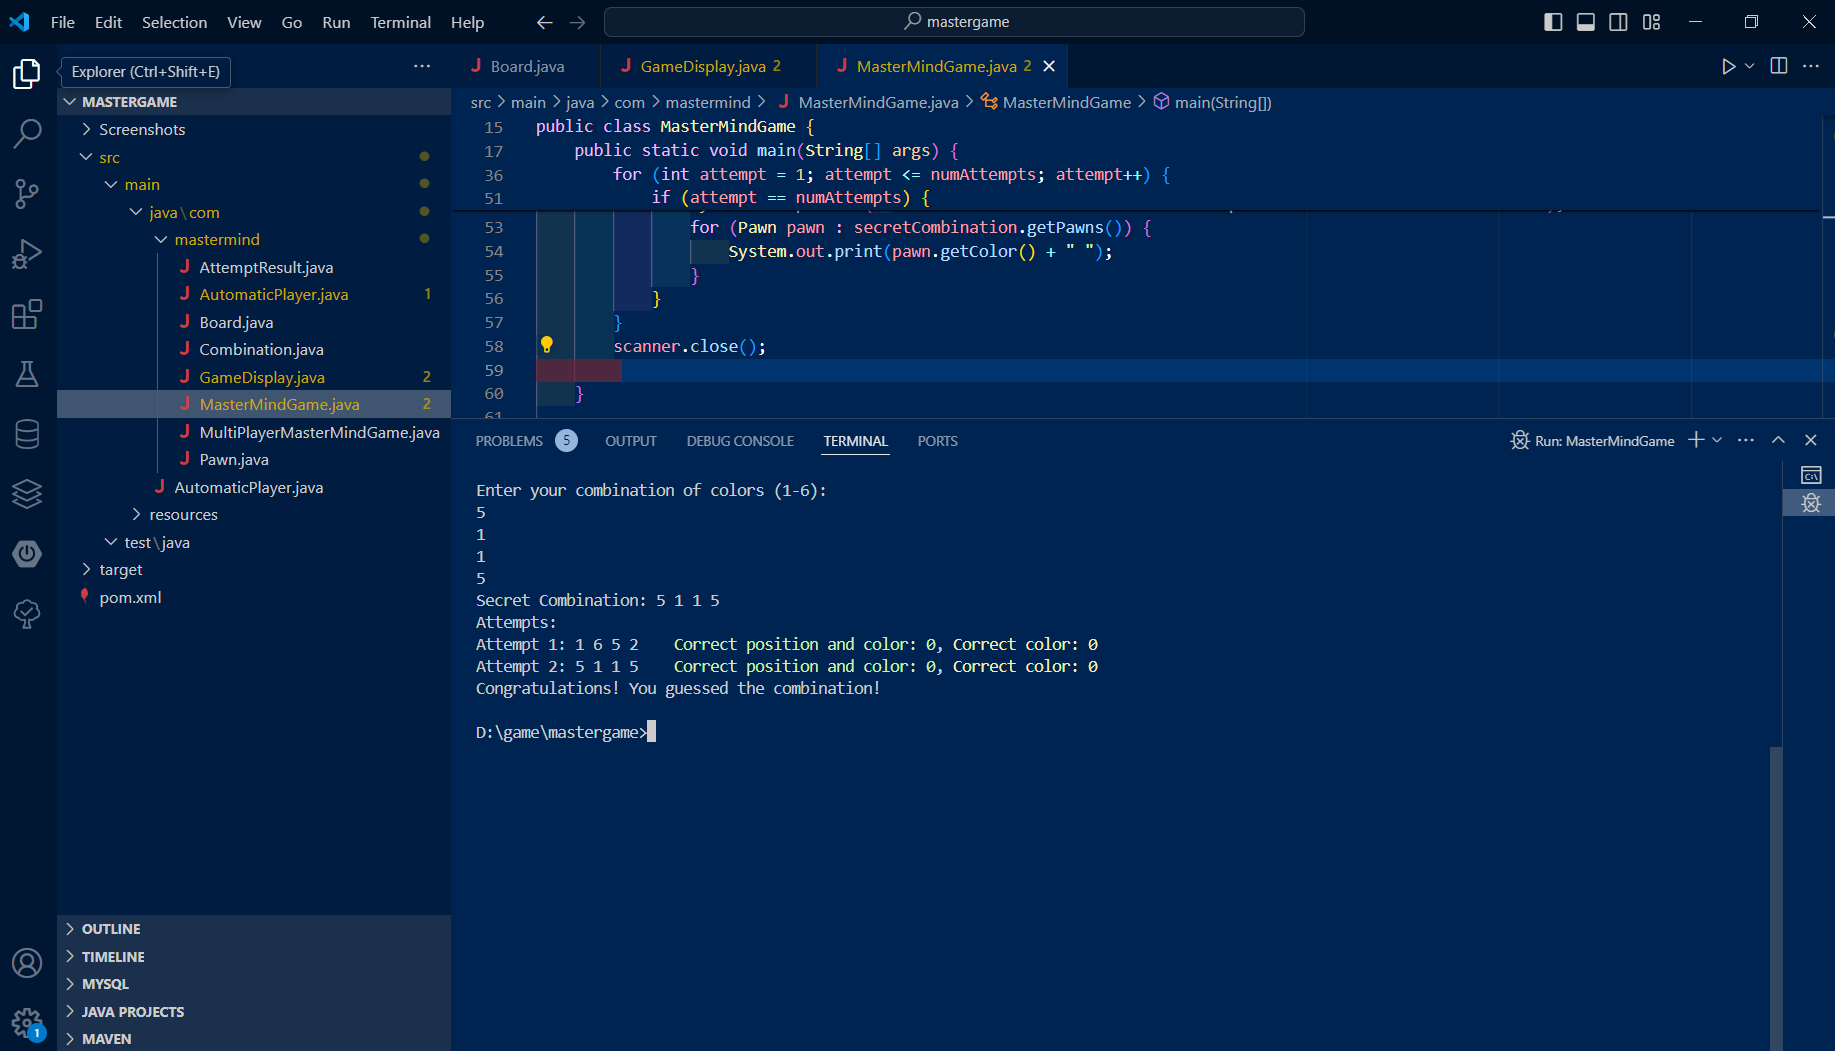 File Edit Selection View Go Run Terminal Help
mastergame
Explorer (Ctrl+Shift+E)
MASTERGAME
Screenshots
src
main
java\com
mastermind
AttemptResult.java
AutomaticPlayer.java 1
Board.java
Combination.java
GameDisplay.java 2
MasterMindGame.java 2
MultiPlayerMasterMindGame.java
Pawn.java
AutomaticPlayer.java
resources
test\java
target
pom.xml
OUTLINE
TIMELINE
MYSQL
JAVA PROJECTS
MAVEN
1
Board.java
GameDisplay.java 2
MasterMindGame.java 2
src > main > java > com > mastermind > MasterMindGame.java > MasterMindGame > main(String[])
15 public class MasterMindGame {
17 public static void main(String[] args) {
36 for (int attempt = 1; attempt <= numAttempts; attempt++) {
51 if (attempt == numAttempts) {
53 for (Pawn pawn : secretCombination.getPawns()) {
54 System.out.print(pawn.getColor() + " ");
55 }
56 }
57 }
58 scanner.close();
59
60 }
61
PROBLEMS 5 OUTPUT DEBUG CONSOLE TERMINAL PORTS
Run: MasterMindGame
Enter your combination of colors (1-6):
5
1
1
5
Secret Combination: 5 1 1 5
Attempts:
Attempt 1: 1 6 5 2 Correct position and color: 0, Correct color: 0
Attempt 2: 5 1 1 5 Correct position and color: 0, Correct color: 0
Congratulations! You guessed the combination!
D:\game\mastergame>